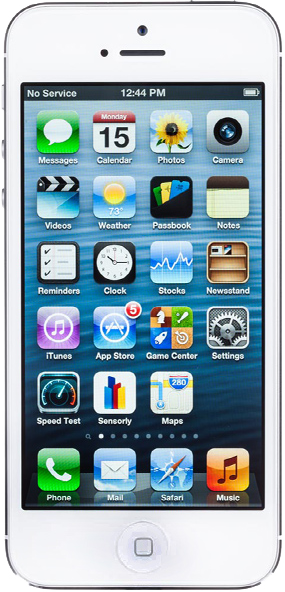 No Service 12:44 PM
Monday
15
Messages Calendar Photos Camera
73°
Videos Weather Passbook Notes
Reminders Clock Stocks Newsstand
5
280
iTunes App Store Game Center Settings
Speed Test Sensorly Maps
Phone Mail Safari Music